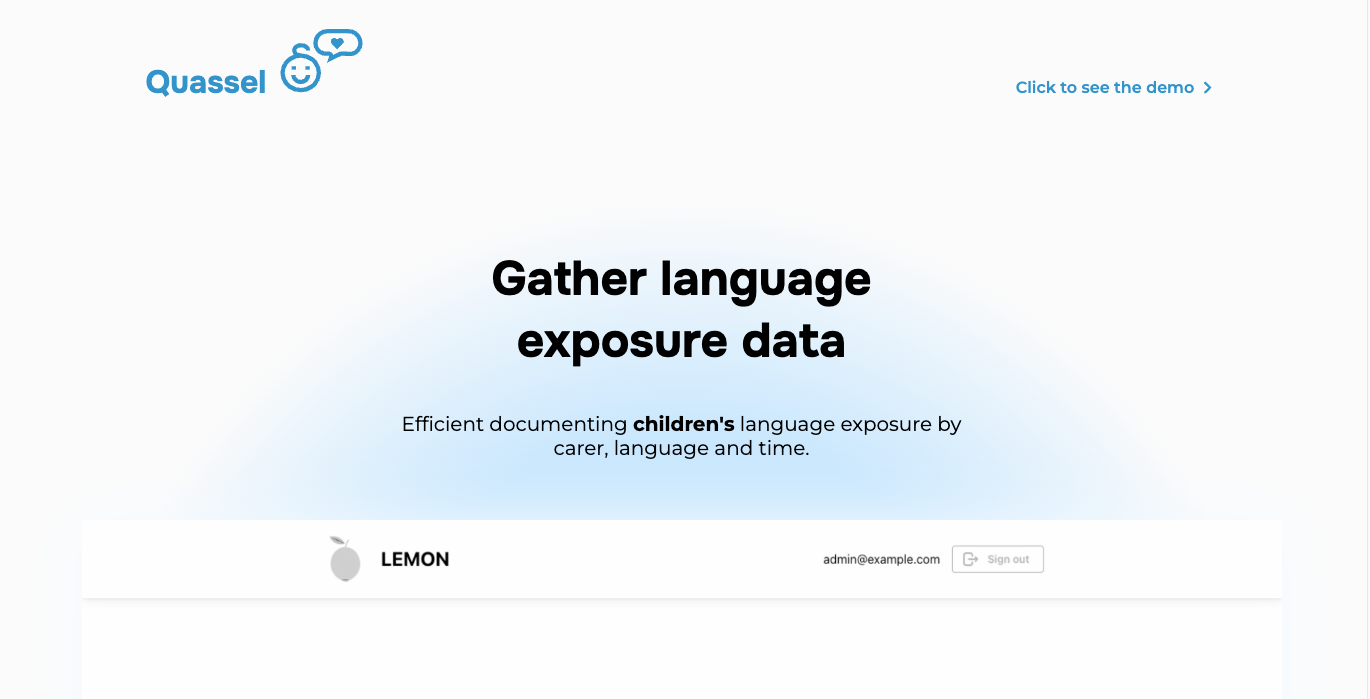 Quassel
Click to see the demo
Gather language
exposure data
Efficient documenting children's language exposure by
carer, language and time.
LEMON
admin@example.com
Sign out